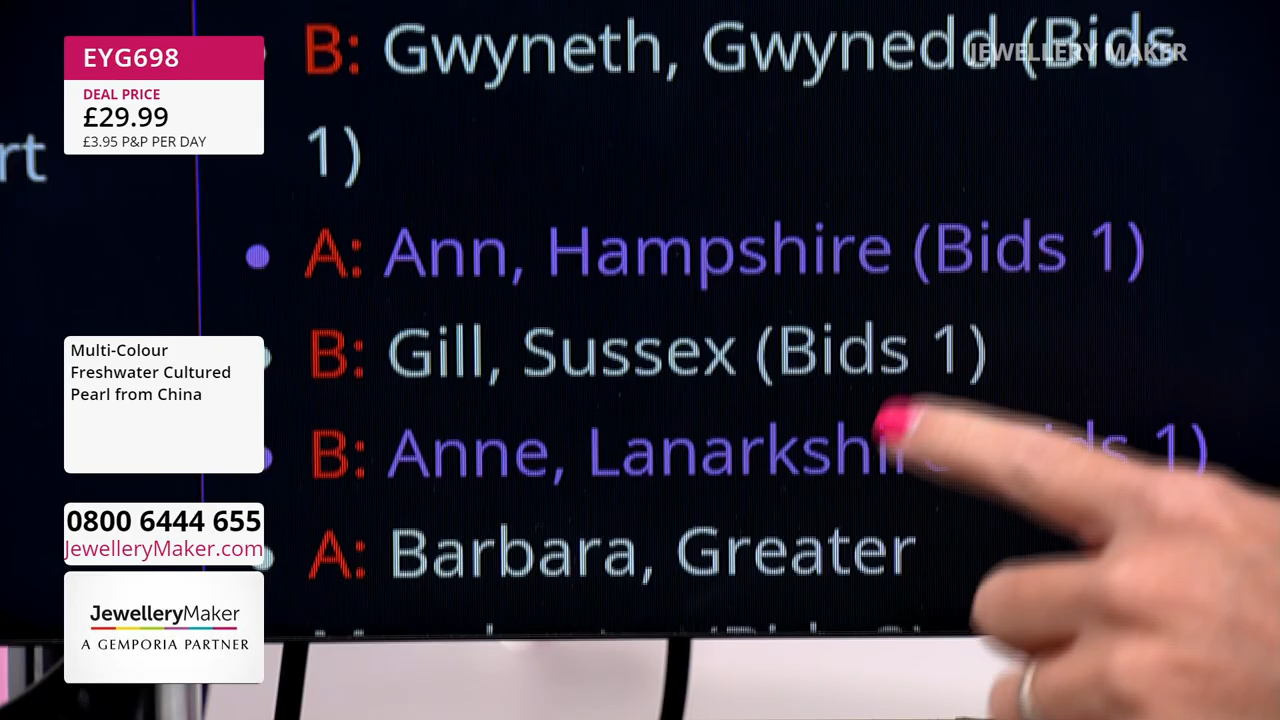 EYG698
DEAL PRICE
£29.99
£3.95 P&P PER DAY
JEWELLERY MAKER
B: Gwyneth, Gwynedd (Bids
1)
rt
A: Ann, Hampshire (Bids 1)
B: Gill, Sussex (Bids 1)
B: Anne, 1)
A: Barbara, Greater
Multi-Colour
Freshwater Cultured
Pearl from China
0800 6444 655
JewelleryMaker.com
JewelleryMaker
A GEMPORIA PARTNER